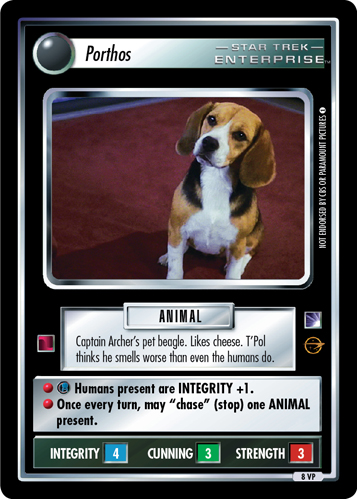 Porthos
STAR TREK
ENTERPRISE™
NOT ENDORSED BY CBS OR PARAMOUNT PICTURES
ANIMAL
Captain Archer's pet beagle. Likes cheese. T'Pol
thinks he smells worse than even the humans do.
Humans present are INTEGRITY +1.
Once every turn, may "chase" (stop) one ANIMAL
present.
INTEGRITY 4 CUNNING 3 STRENGTH 3
8 VP